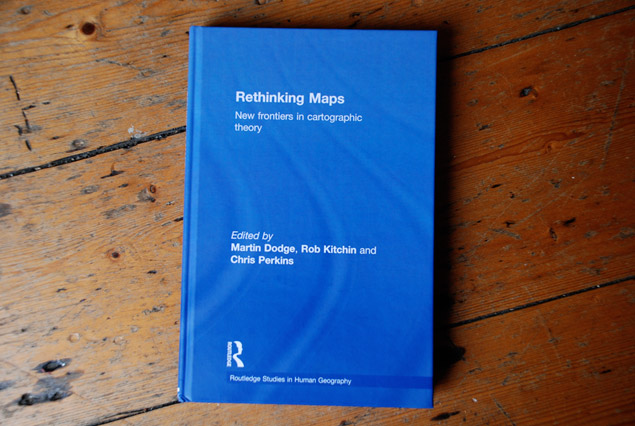 Rethinking Maps
New frontiers in cartographic
theory
Edited by
Martin Dodge, Rob Kitchin and
Chris Perkins
Routledge
Routledge Studies in Human Geography